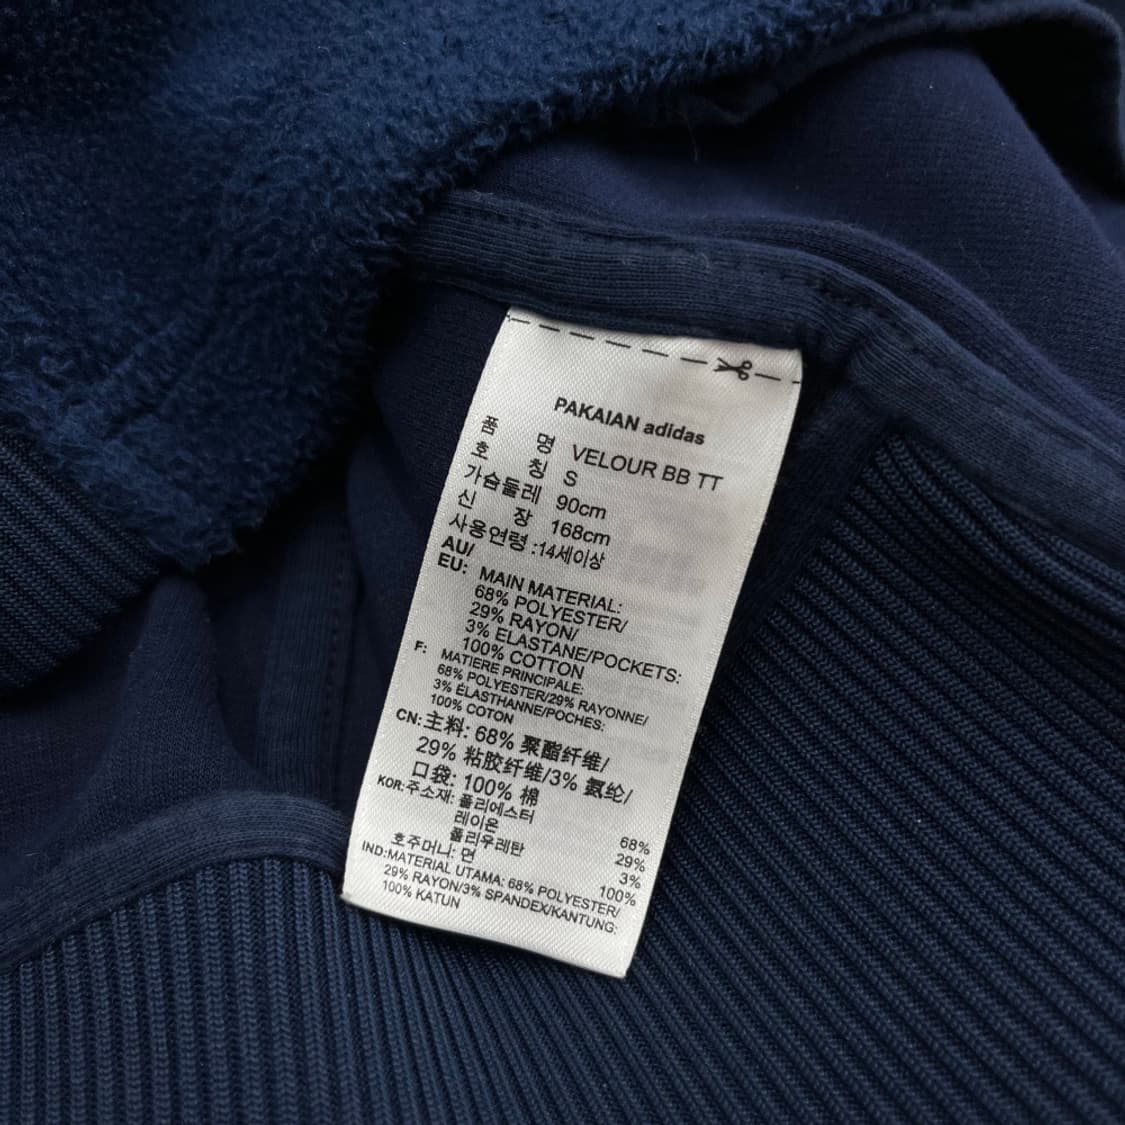 PAKAIAN adidas
품 명 VELOUR BB TT
호 칭 S
가슴둘레 90cm
신 장 168cm
사용연령 :14세이상
AU/
EU: MAIN MATERIAL:
68% POLYESTER/
29% RAYON/
3% ELASTANE/POCKETS:
100% COTTON
F: MATIERE PRINCIPALE:
68% POLYESTER/29% RAYONNE/
3% ÉLASTHANNE/POCHES:
100% COTON
CN:主料: 68% 聚酯纤维/
29% 粘胶纤维/3% 氨纶/
口袋: 100% 棉
KOR:주소재: 폴리에스터 68%
레이온 29%
폴리우레탄 3%
호주머니: 면 100%
IND:MATERIAL UTAMA: 68% POLYESTER/
29% RAYON/3% SPANDEX/KANTUNG:
100% KATUN